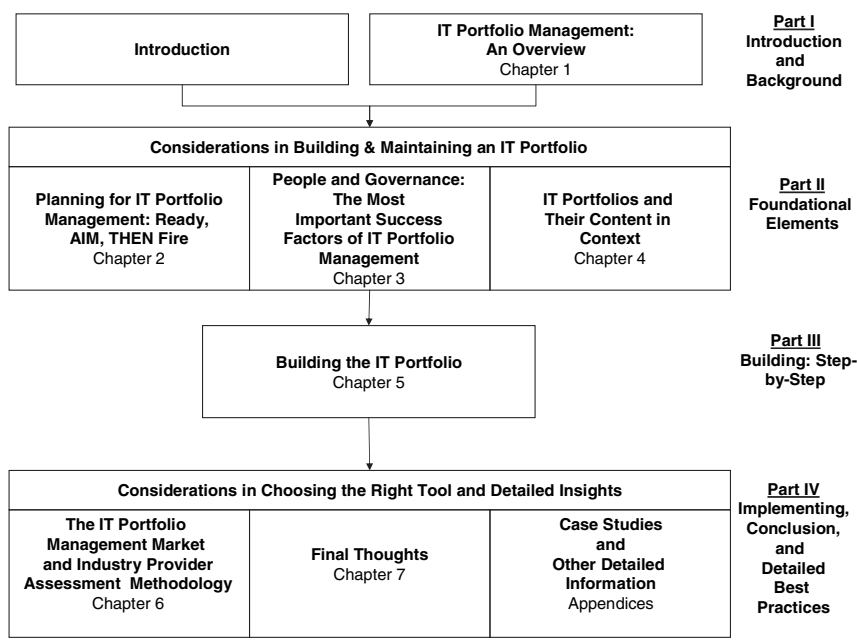 Introduction
IT Portfolio Management:
An Overview
Chapter 1
Part I
Introduction
and
Background
Considerations in Building & Maintaining an IT Portfolio
Planning for IT Portfolio
Management: Ready,
AIM, THEN Fire
Chapter 2
People and Governance:
The Most
Important Success
Factors of IT Portfolio
Management
Chapter 3
IT Portfolios and
Their Content in
Context
Chapter 4
Part II
Foundational
Elements
Building the IT Portfolio
Chapter 5
Part III
Building: Step-
by-Step
Considerations in Choosing the Right Tool and Detailed Insights
The IT Portfolio
Management Market
and Industry Provider
Assessment Methodology
Chapter 6
Final Thoughts
Chapter 7
Case Studies
and
Other Detailed
Information
Appendices
Part IV
Implementing,
Conclusion,
and
Detailed
Best
Practices